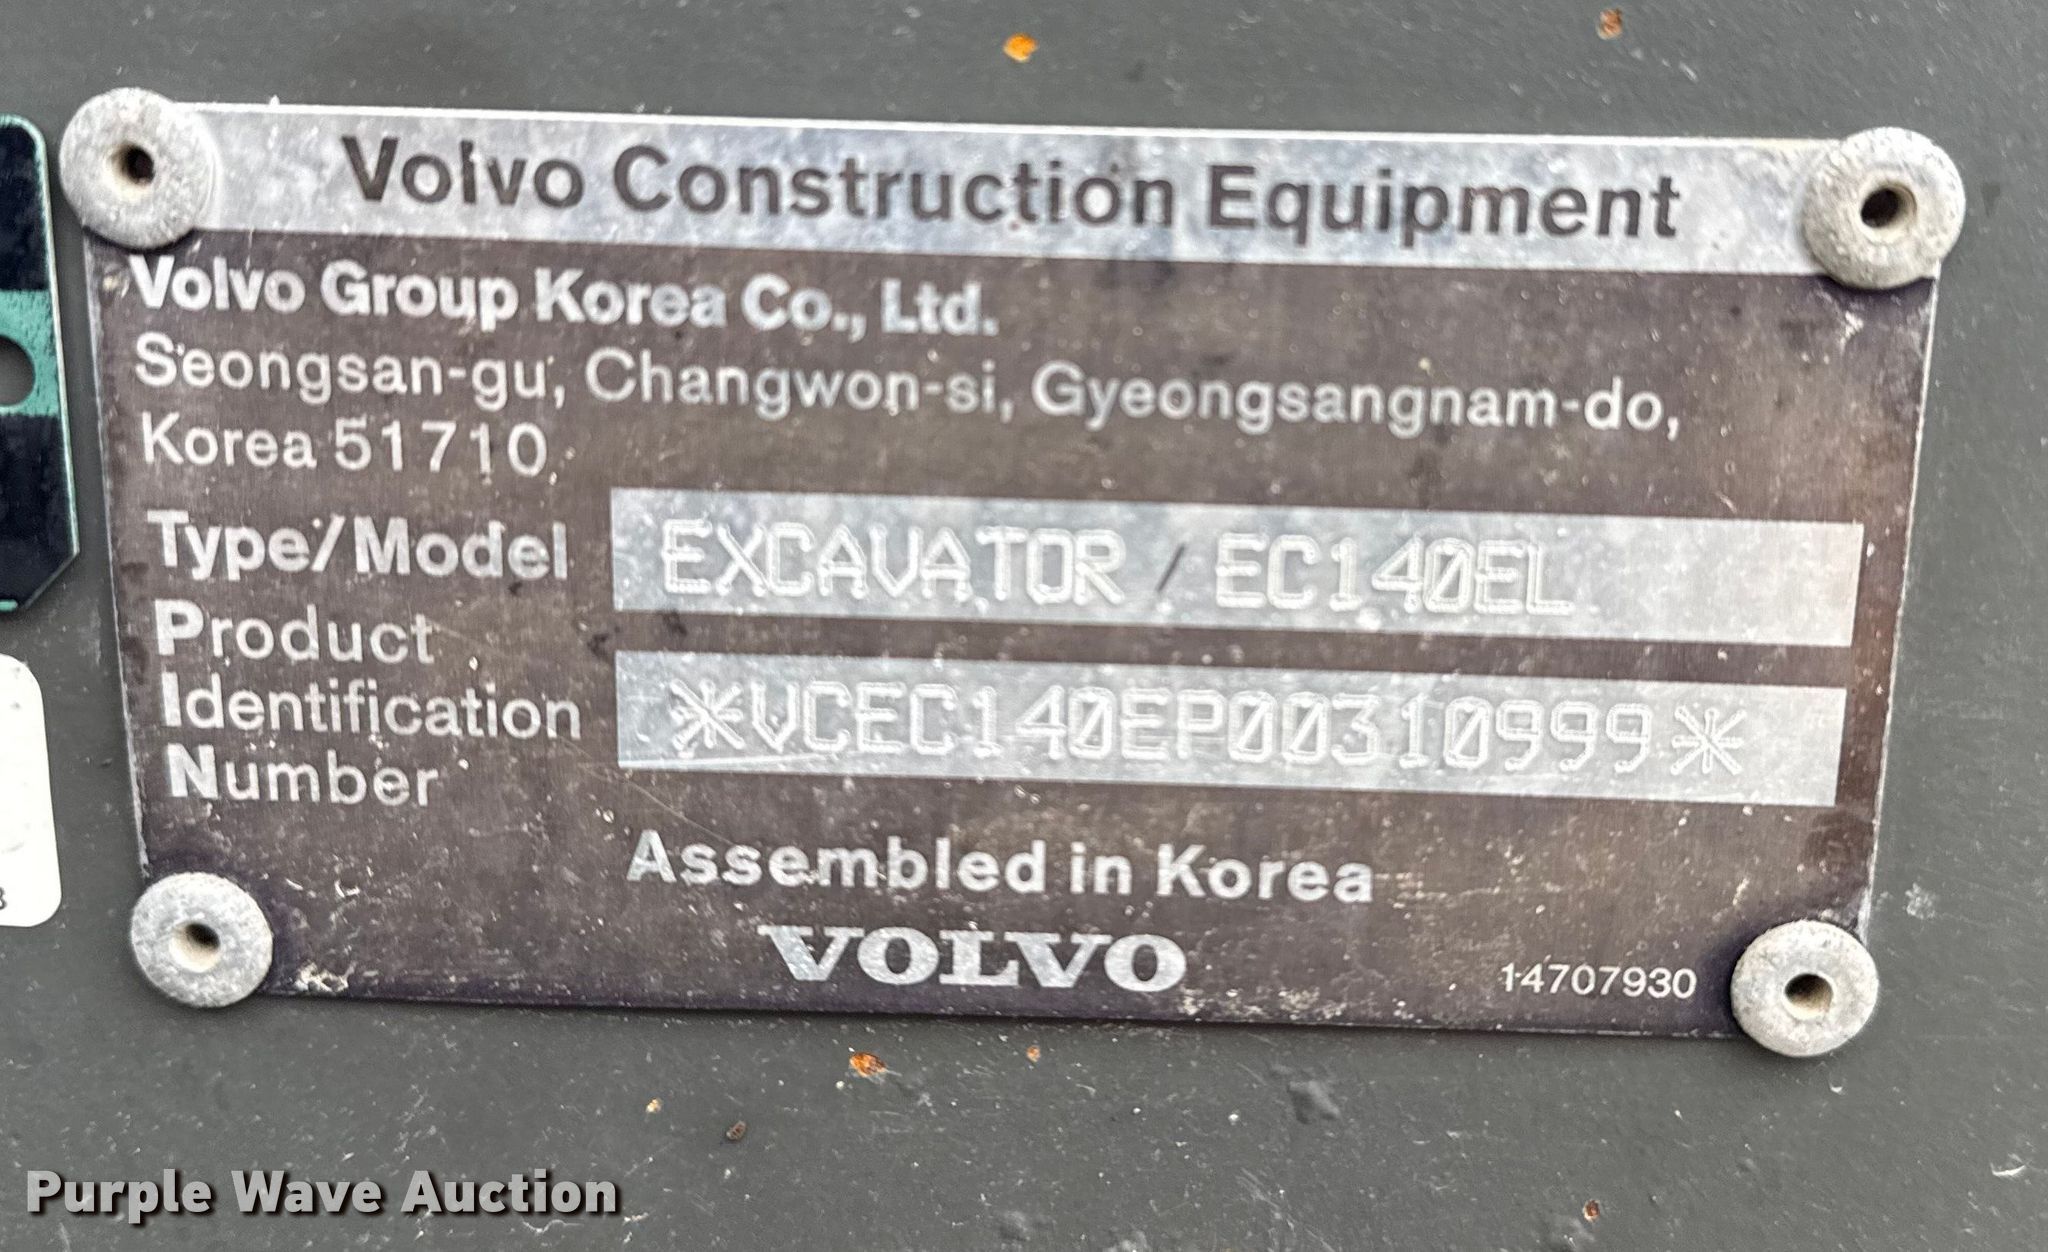 Volvo Construction Equipment
Volvo Group Korea Co., Ltd.
Seongsan-gu, Changwon-si, Gyeongsangnam-do,
Korea 51710
Type/Model EXCAVATOR / EC140EL
Product
Identification *VCEC140EP00310999*
Number
Assembled in Korea
VOLVO
14707930
Purple Wave Auction